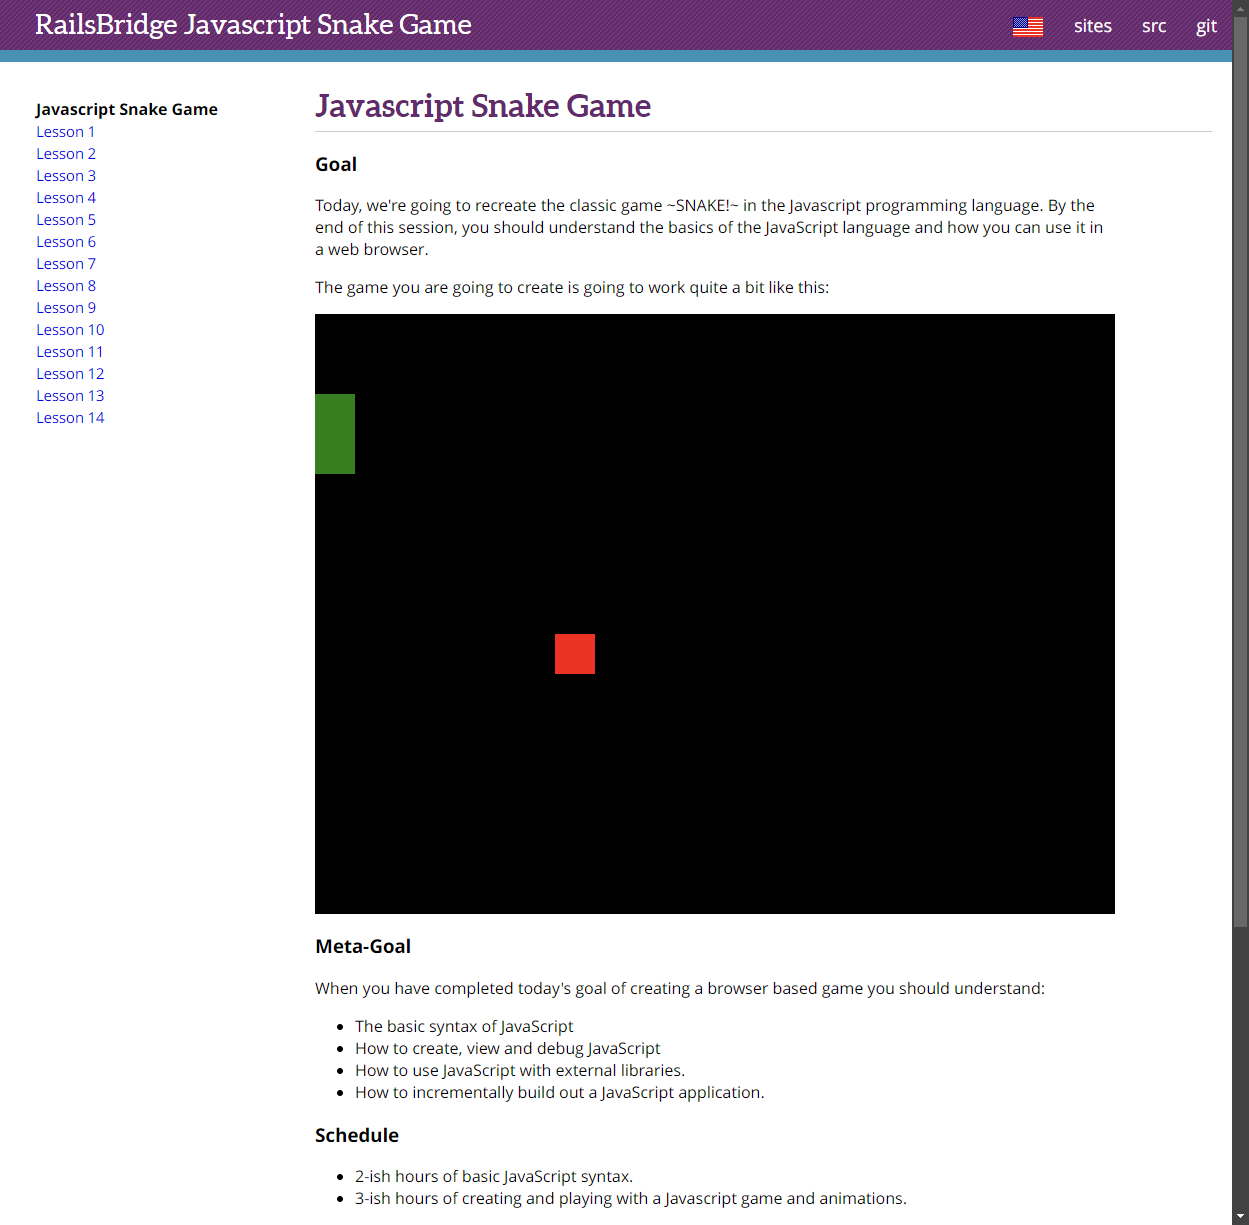 RailsBridge Javascript Snake Game
sites src git
Javascript Snake Game
Lesson 1
Lesson 2
Lesson 3
Lesson 4
Lesson 5
Lesson 6
Lesson 7
Lesson 8
Lesson 9
Lesson 10
Lesson 11
Lesson 12
Lesson 13
Lesson 14
Javascript Snake Game
Goal
Today, we're going to recreate the classic game ~SNAKE!~ in the Javascript programming language. By the
end of this session, you should understand the basics of the JavaScript language and how you can use it in
a web browser.
The game you are going to create is going to work quite a bit like this:
Meta-Goal
When you have completed today's goal of creating a browser based game you should understand:
• The basic syntax of JavaScript
• How to create, view and debug JavaScript
• How to use JavaScript with external libraries.
• How to incrementally build out a JavaScript application.
Schedule
• 2-ish hours of basic JavaScript syntax.
• 3-ish hours of creating and playing with a Javascript game and animations.